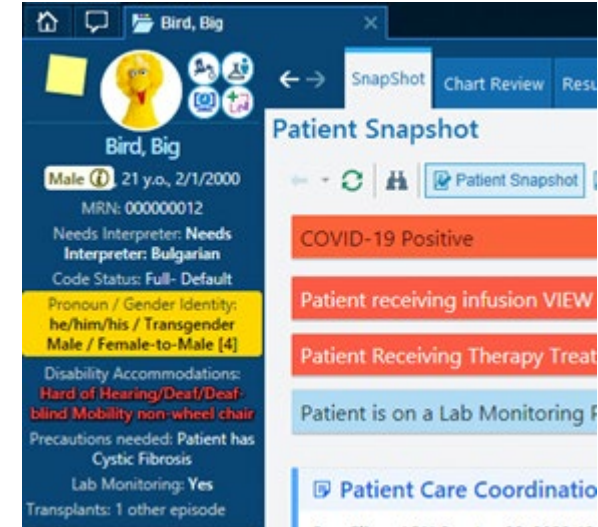 Bird, Big
Bird, Big
Male 21 y.o., 2/1/2000
MRN: 000000012
Needs Interpreter: Needs
Interpreter: Bulgarian
Code Status: Full- Default
Pronoun / Gender Identity:
he/him/his / Transgender
Male / Female-to-Male [4]
Disability Accommodations:
Hard of Hearing/Deaf/Deaf-
blind Mobility non-wheel chair
Precautions needed: Patient has
Cystic Fibrosis
Lab Monitoring: Yes
Transplants: 1 other episode
SnapShot
Chart Review
Resu
Patient Snapshot
Patient Snapshot
COVID-19 Positive
Patient receiving infusion VIEW
Patient Receiving Therapy Treat
Patient is on a Lab Monitoring P
Patient Care Coordinatio